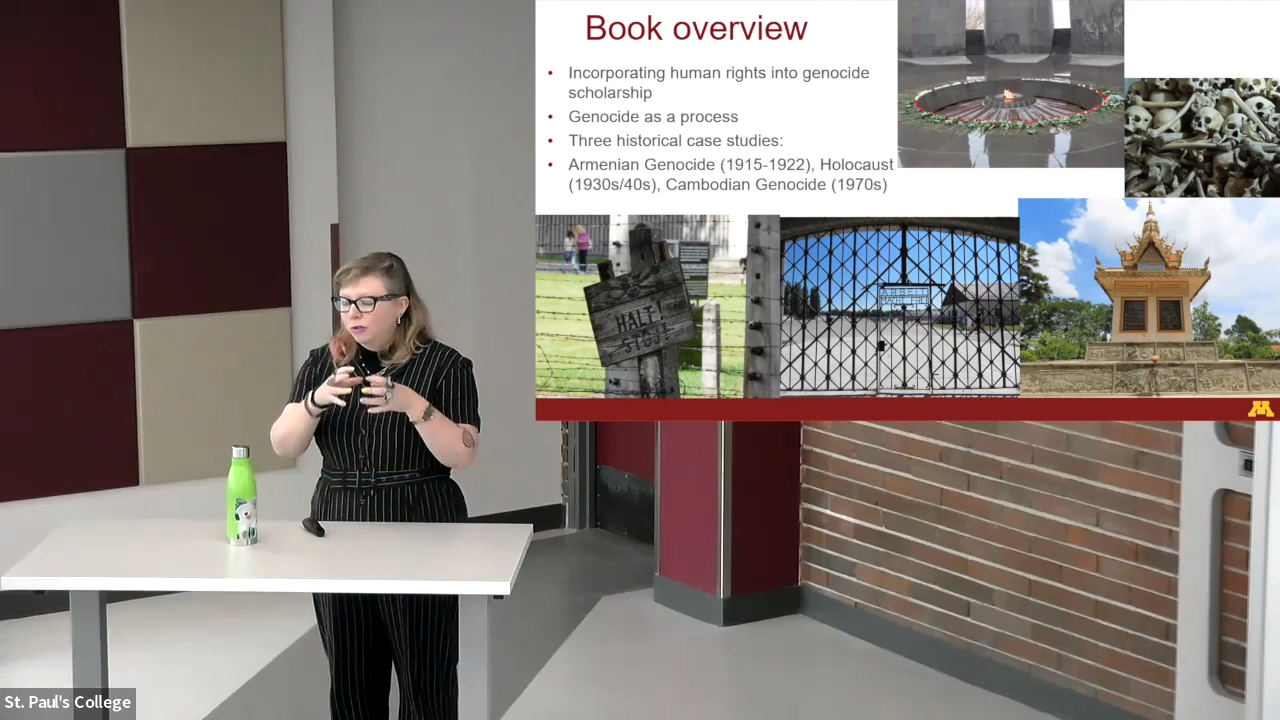 Book overview
• Incorporating human rights into genocide
scholarship
• Genocide as a process
• Three historical case studies:
• Armenian Genocide (1915-1922), Holocaust
(1930s/40s), Cambodian Genocide (1970s)
HALT!
STÓJ!
ARBEIT
MACHT FREI
M
St. Paul's College